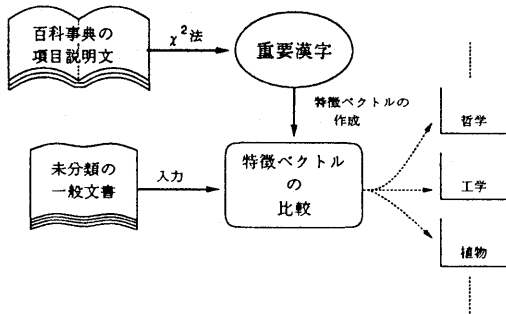 百科事典の
項目説明文
χ²法
重要漢字
特徴ベクトルの
作成
未分類の
一般文書
入力
特徴ベクトル
の
比較
哲学
工学
植物